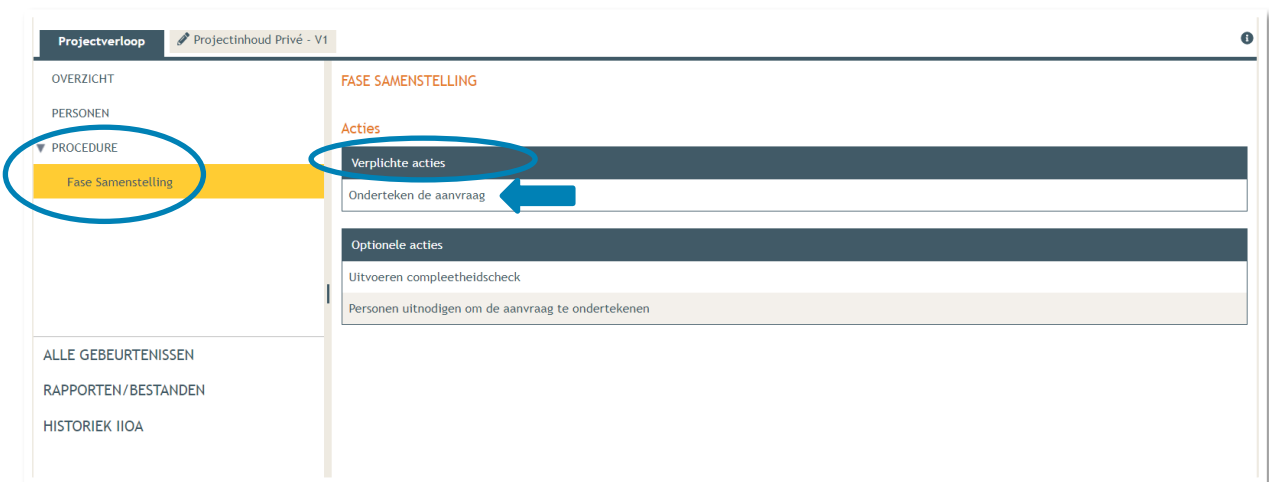 Projectverloop
Projectinhoud Privé - V1
OVERZICHT
PERSONEN
PROCEDURE
Fase Samenstelling
ALLE GEBEURTENISSEN
RAPPORTEN/BESTANDEN
HISTORIEK IIOA
FASE SAMENSTELLING
Acties
Verplichte acties
Onderteken de aanvraag
Optionele acties
Uitvoeren compleetheidscheck
Personen uitnodigen om de aanvraag te ondertekenen